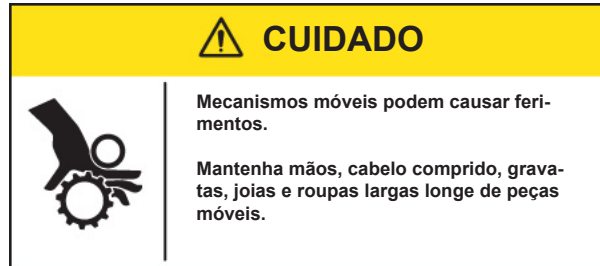 CUIDADO
Mecanismos móveis podem causar feri-
mentos.
Mantenha mãos, cabelo comprido, grava-
tas, joias e roupas largas longe de peças
móveis.